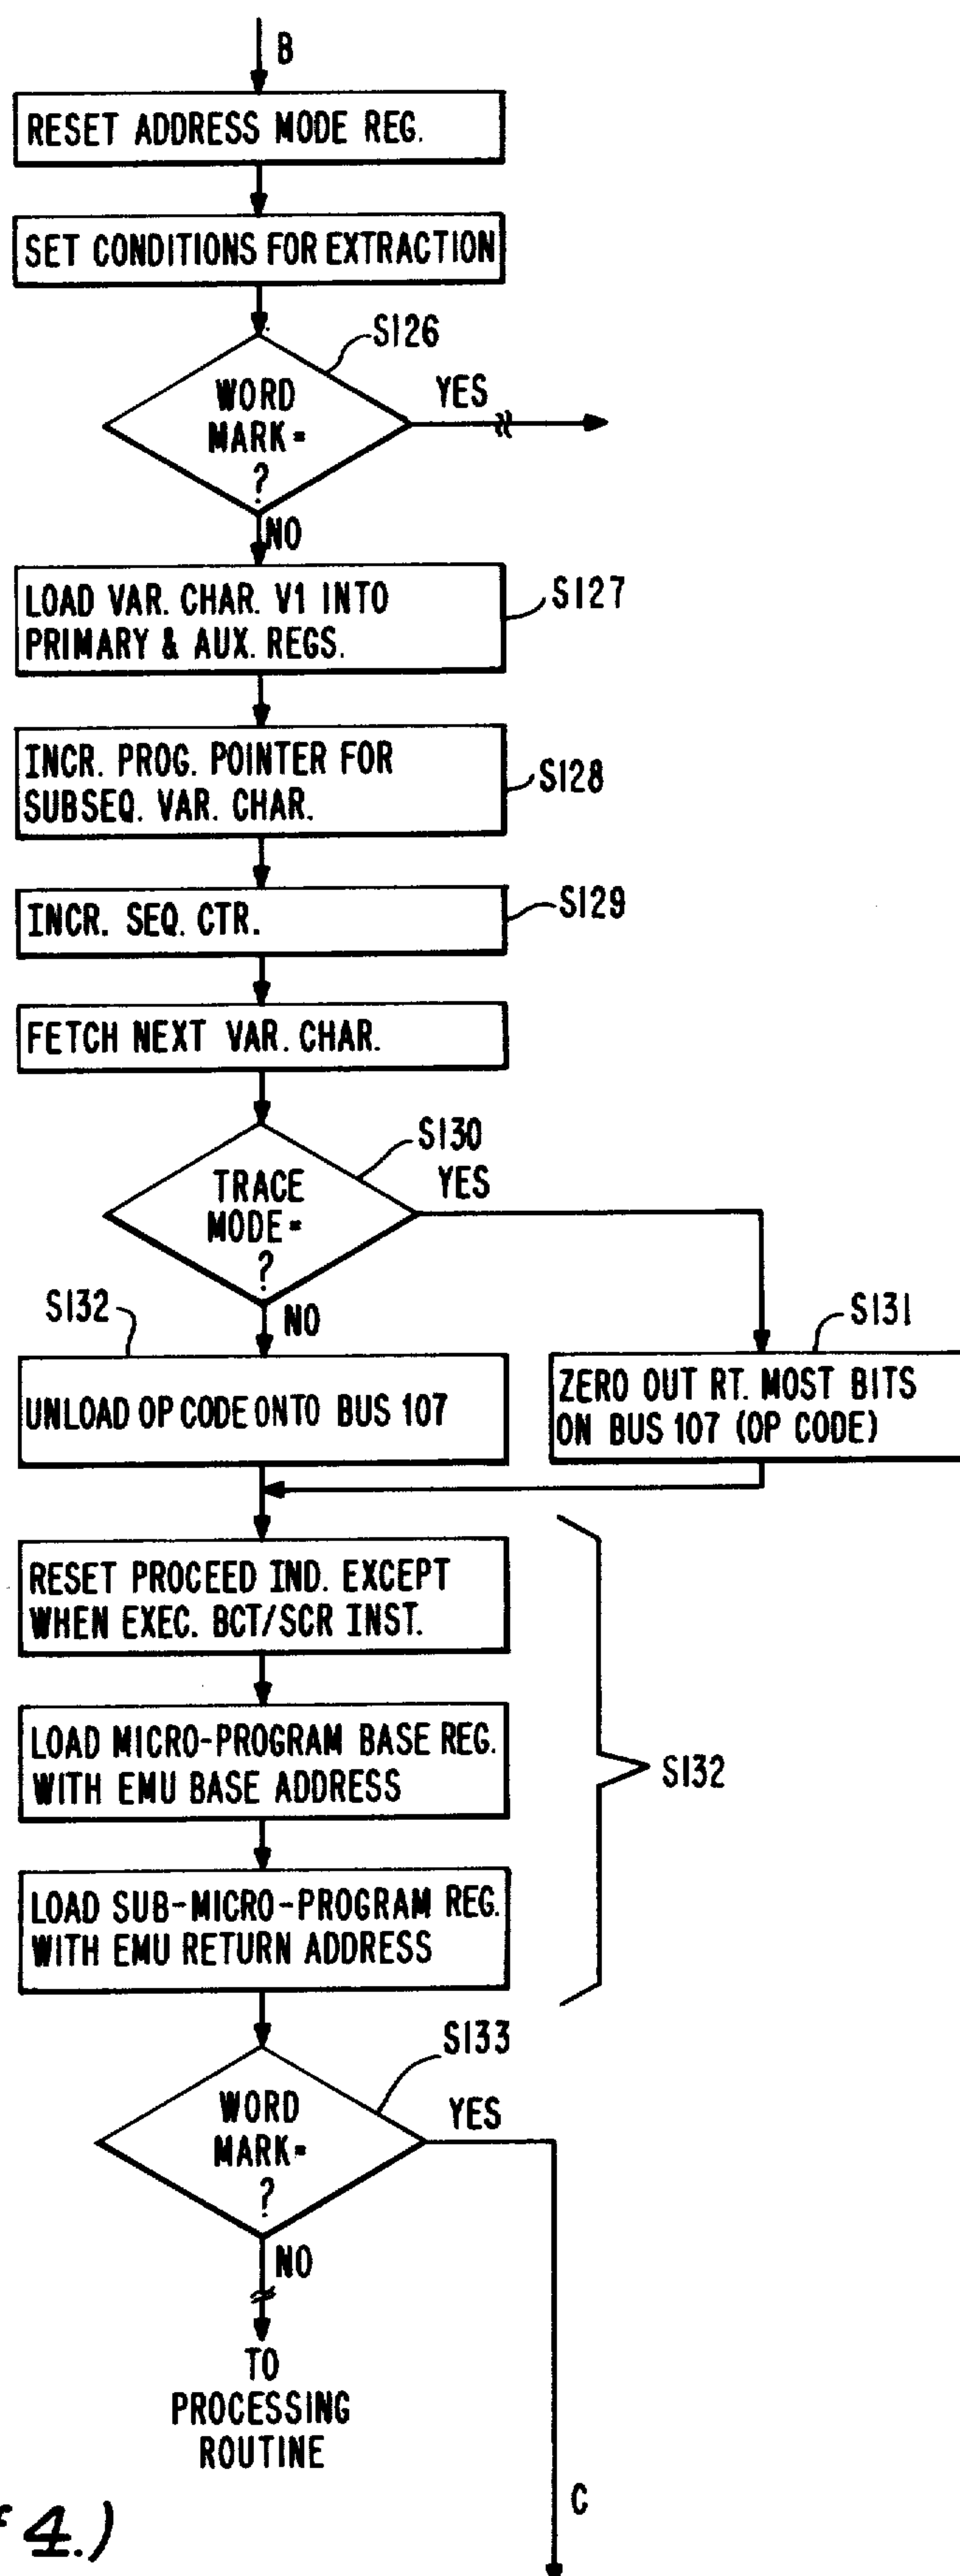 B
RESET ADDRESS MODE REG.
SET CONDITIONS FOR EXTRACTION
S126
WORD
MARK=
?
YES
NO
LOAD VAR. CHAR. V1 INTO
PRIMARY & AUX. REGS.
S127
INCR. PROG. POINTER FOR
SUBSEQ. VAR. CHAR.
S128
INCR. SEQ. CTR.
S129
FETCH NEXT VAR. CHAR.
S130
TRACE
MODE=
?
YES
NO
S132
UNLOAD OP CODE ONTO BUS 107
S131
ZERO OUT RT. MOST BITS
ON BUS 107 (OP CODE)
RESET PROCEED IND. EXCEPT
WHEN EXEC. BCT/SCR INST.
LOAD MICRO-PROGRAM BASE REG.
WITH EMU BASE ADDRESS
S132
LOAD SUB-MICRO-PROGRAM REG.
WITH EMU RETURN ADDRESS
S133
WORD
MARK=
?
YES
NO
TO
PROCESSING
ROUTINE
C
4.)